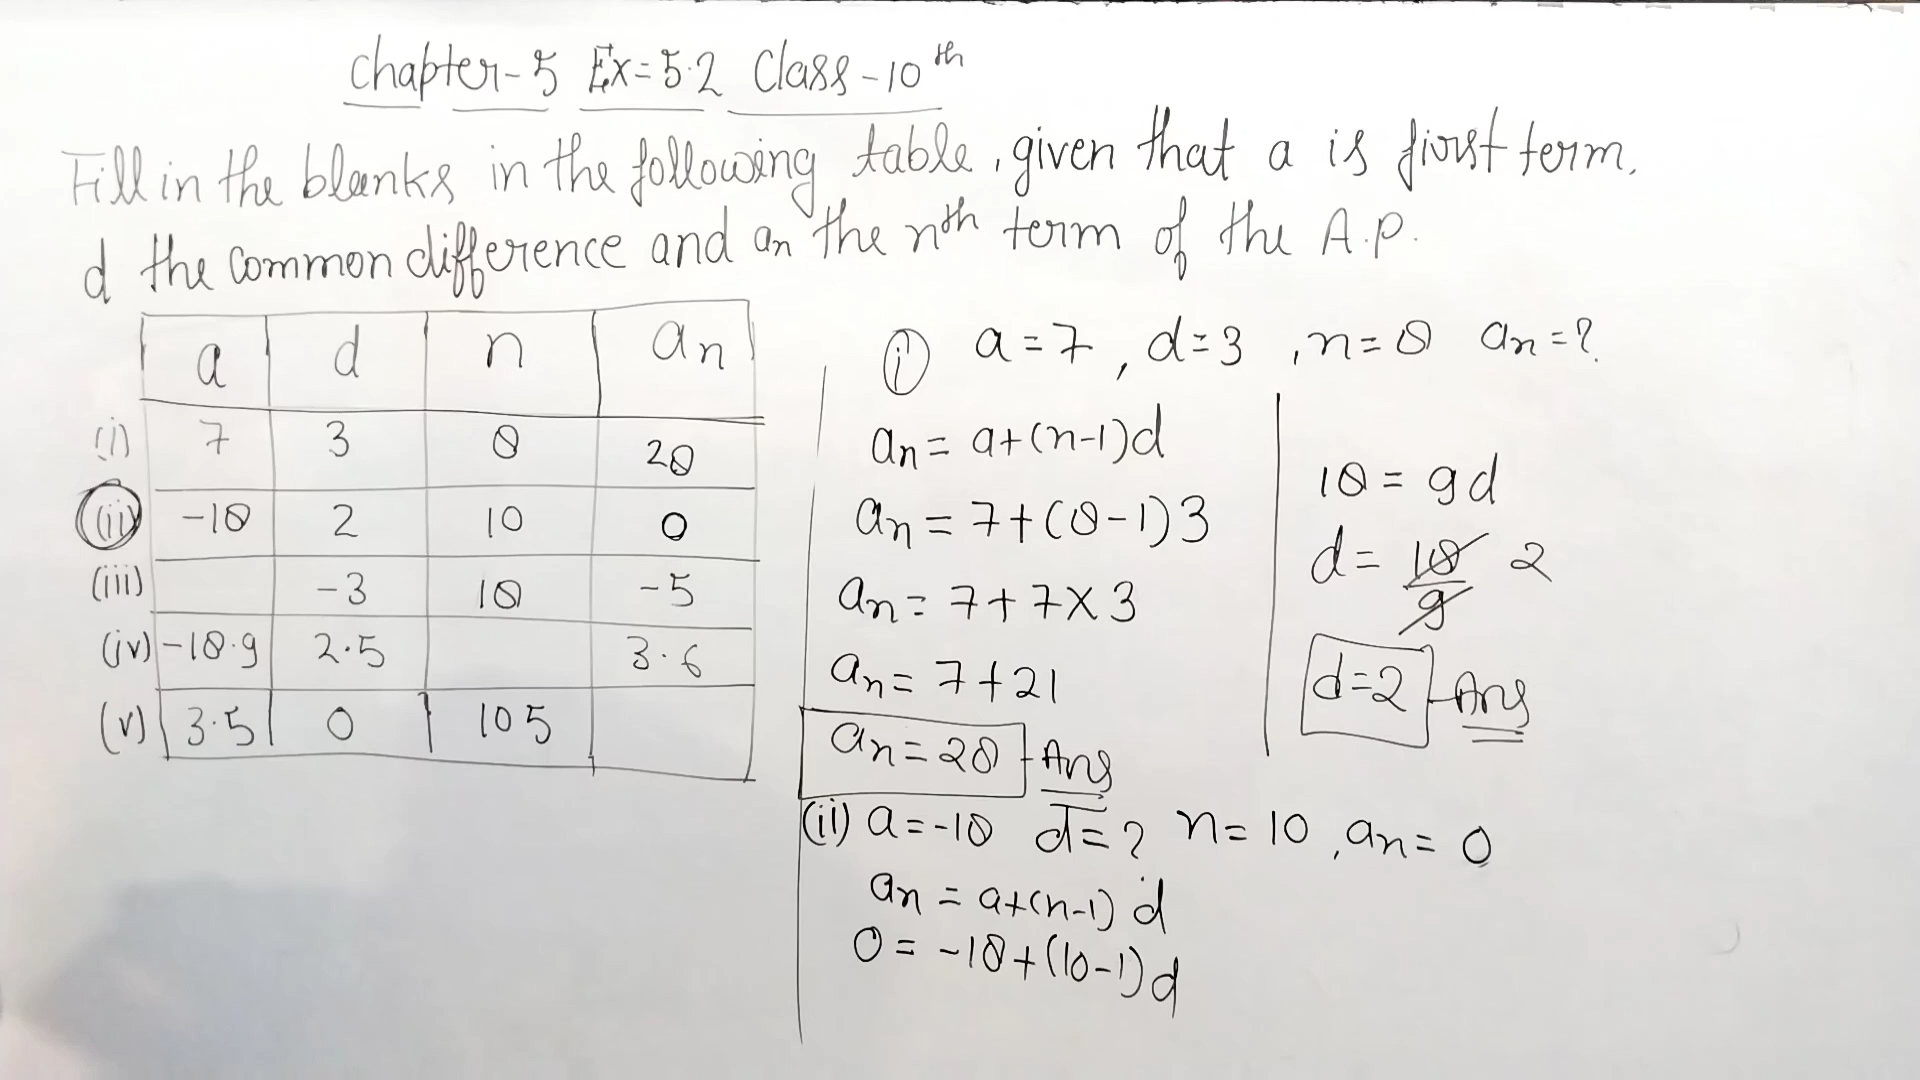 Chapter-5 Ex=5.2 Class-10th
Fill in the blanks in the following table, given that a is first term,
d the common difference and an the nth term of the A.P.
a d n an
(i) 7 3 8 28
(ii) -18 2 10 0
(iii) -3 18 -5
(iv) -18.9 2.5 3.6
(v) 3.5 0 105
(i) a=7, d=3, n=8 an=?
an = a+(n-1)d
an = 7+(8-1)3
an = 7+7×3
an = 7+21
an = 28 - Ans
(ii) a=-18 d=? n=10, an=0
an = a+(n-1)d
0 = -18+(10-1)d
18 = 9d
d = 18/9 2
d=2 - Ans